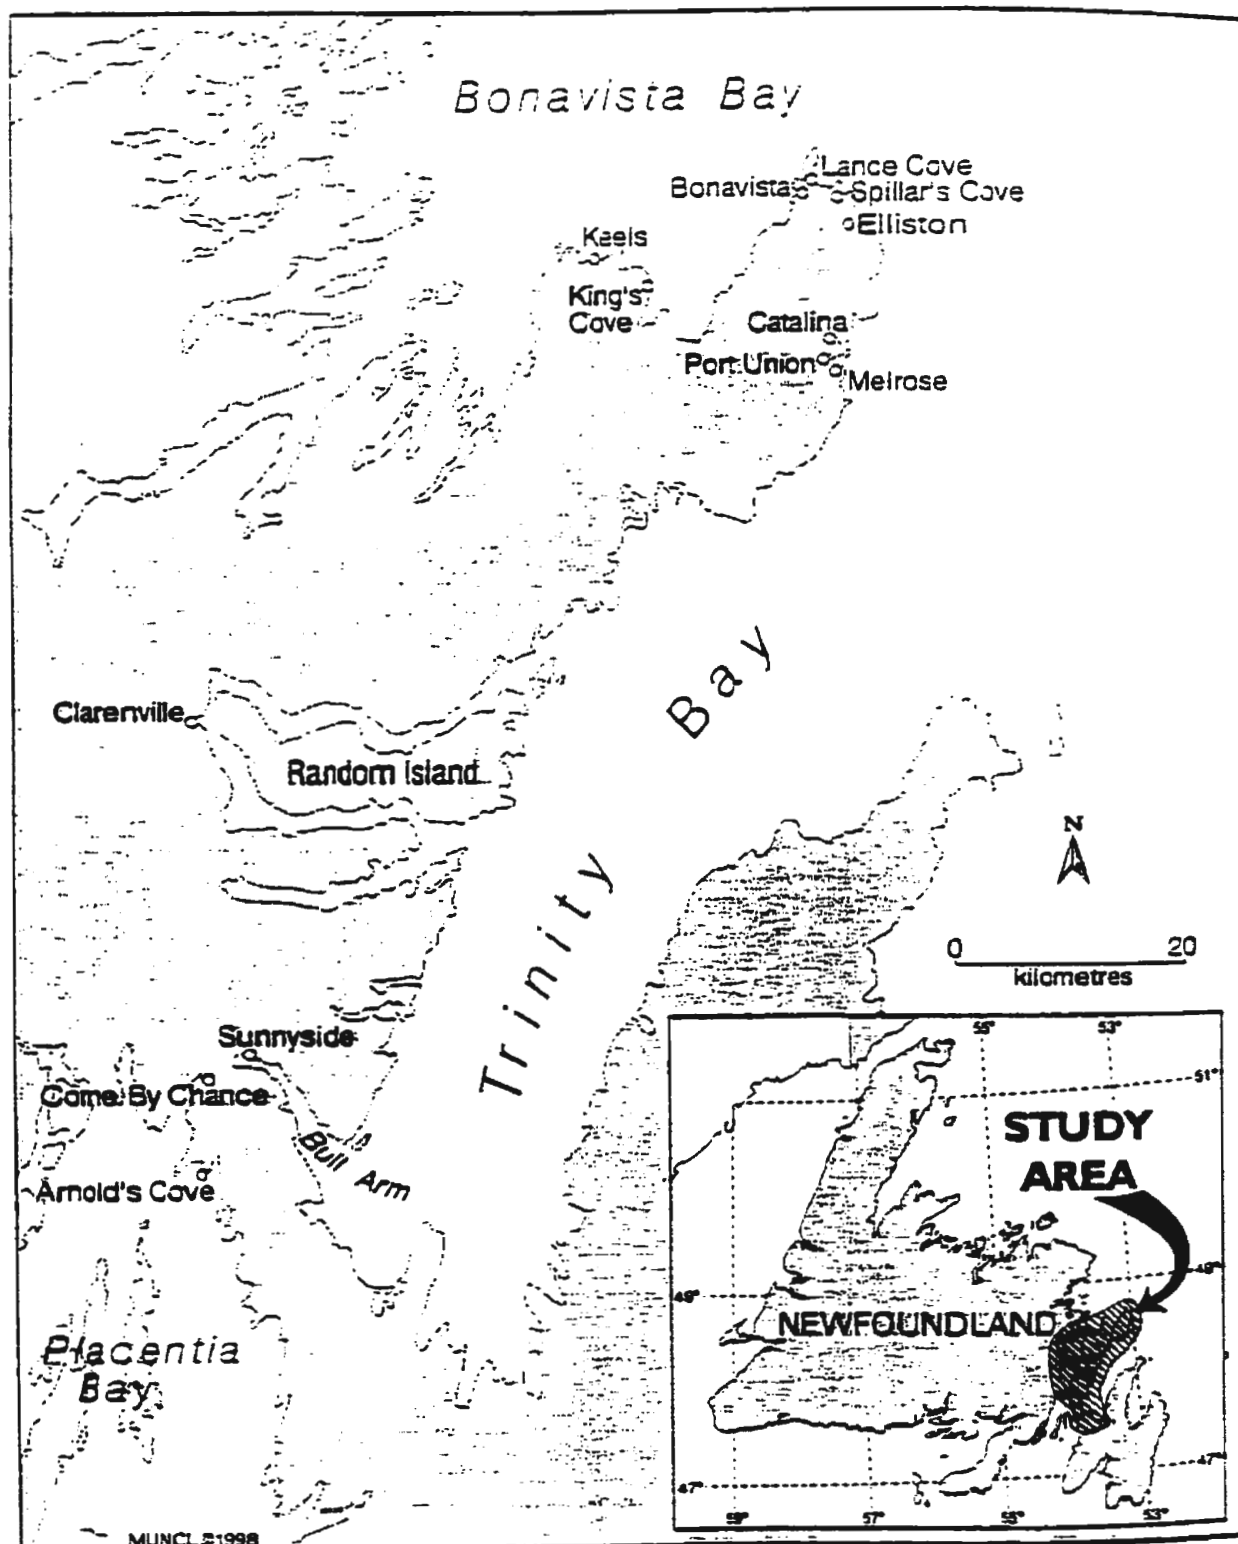 Bonavista Bay
Lance Cove
Bonavista
Spillar's Cove
Elliston
Keels
King's
Cove
Catalina
Port Union
Melrose
Trinity Bay
Clarenville
Random Island
N
0 20
kilometres
Sunnyside
Come By Chance
Bull Arm
Arnold's Cove
Placentia
Bay
55° 53°
51°
STUDY
AREA
49° 49°
NEWFOUNDLAND
47° 47°
59° 57° 55° 53°
MUNCL 1998